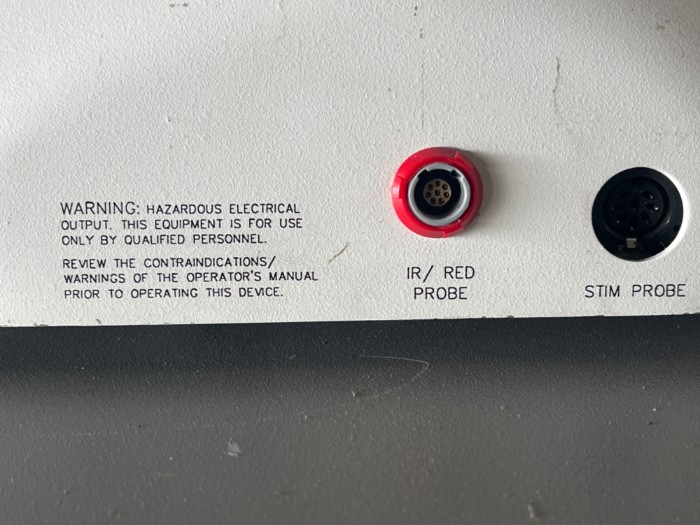 WARNING: HAZARDOUS ELECTRICAL
OUTPUT. THIS EQUIPMENT IS FOR USE
ONLY BY QUALIFIED PERSONNEL.
REVIEW THE CONTRAINDICATIONS/
WARNINGS OF THE OPERATOR'S MANUAL
PRIOR TO OPERATING THIS DEVICE.
IR/ RED
PROBE
STIM PROBE